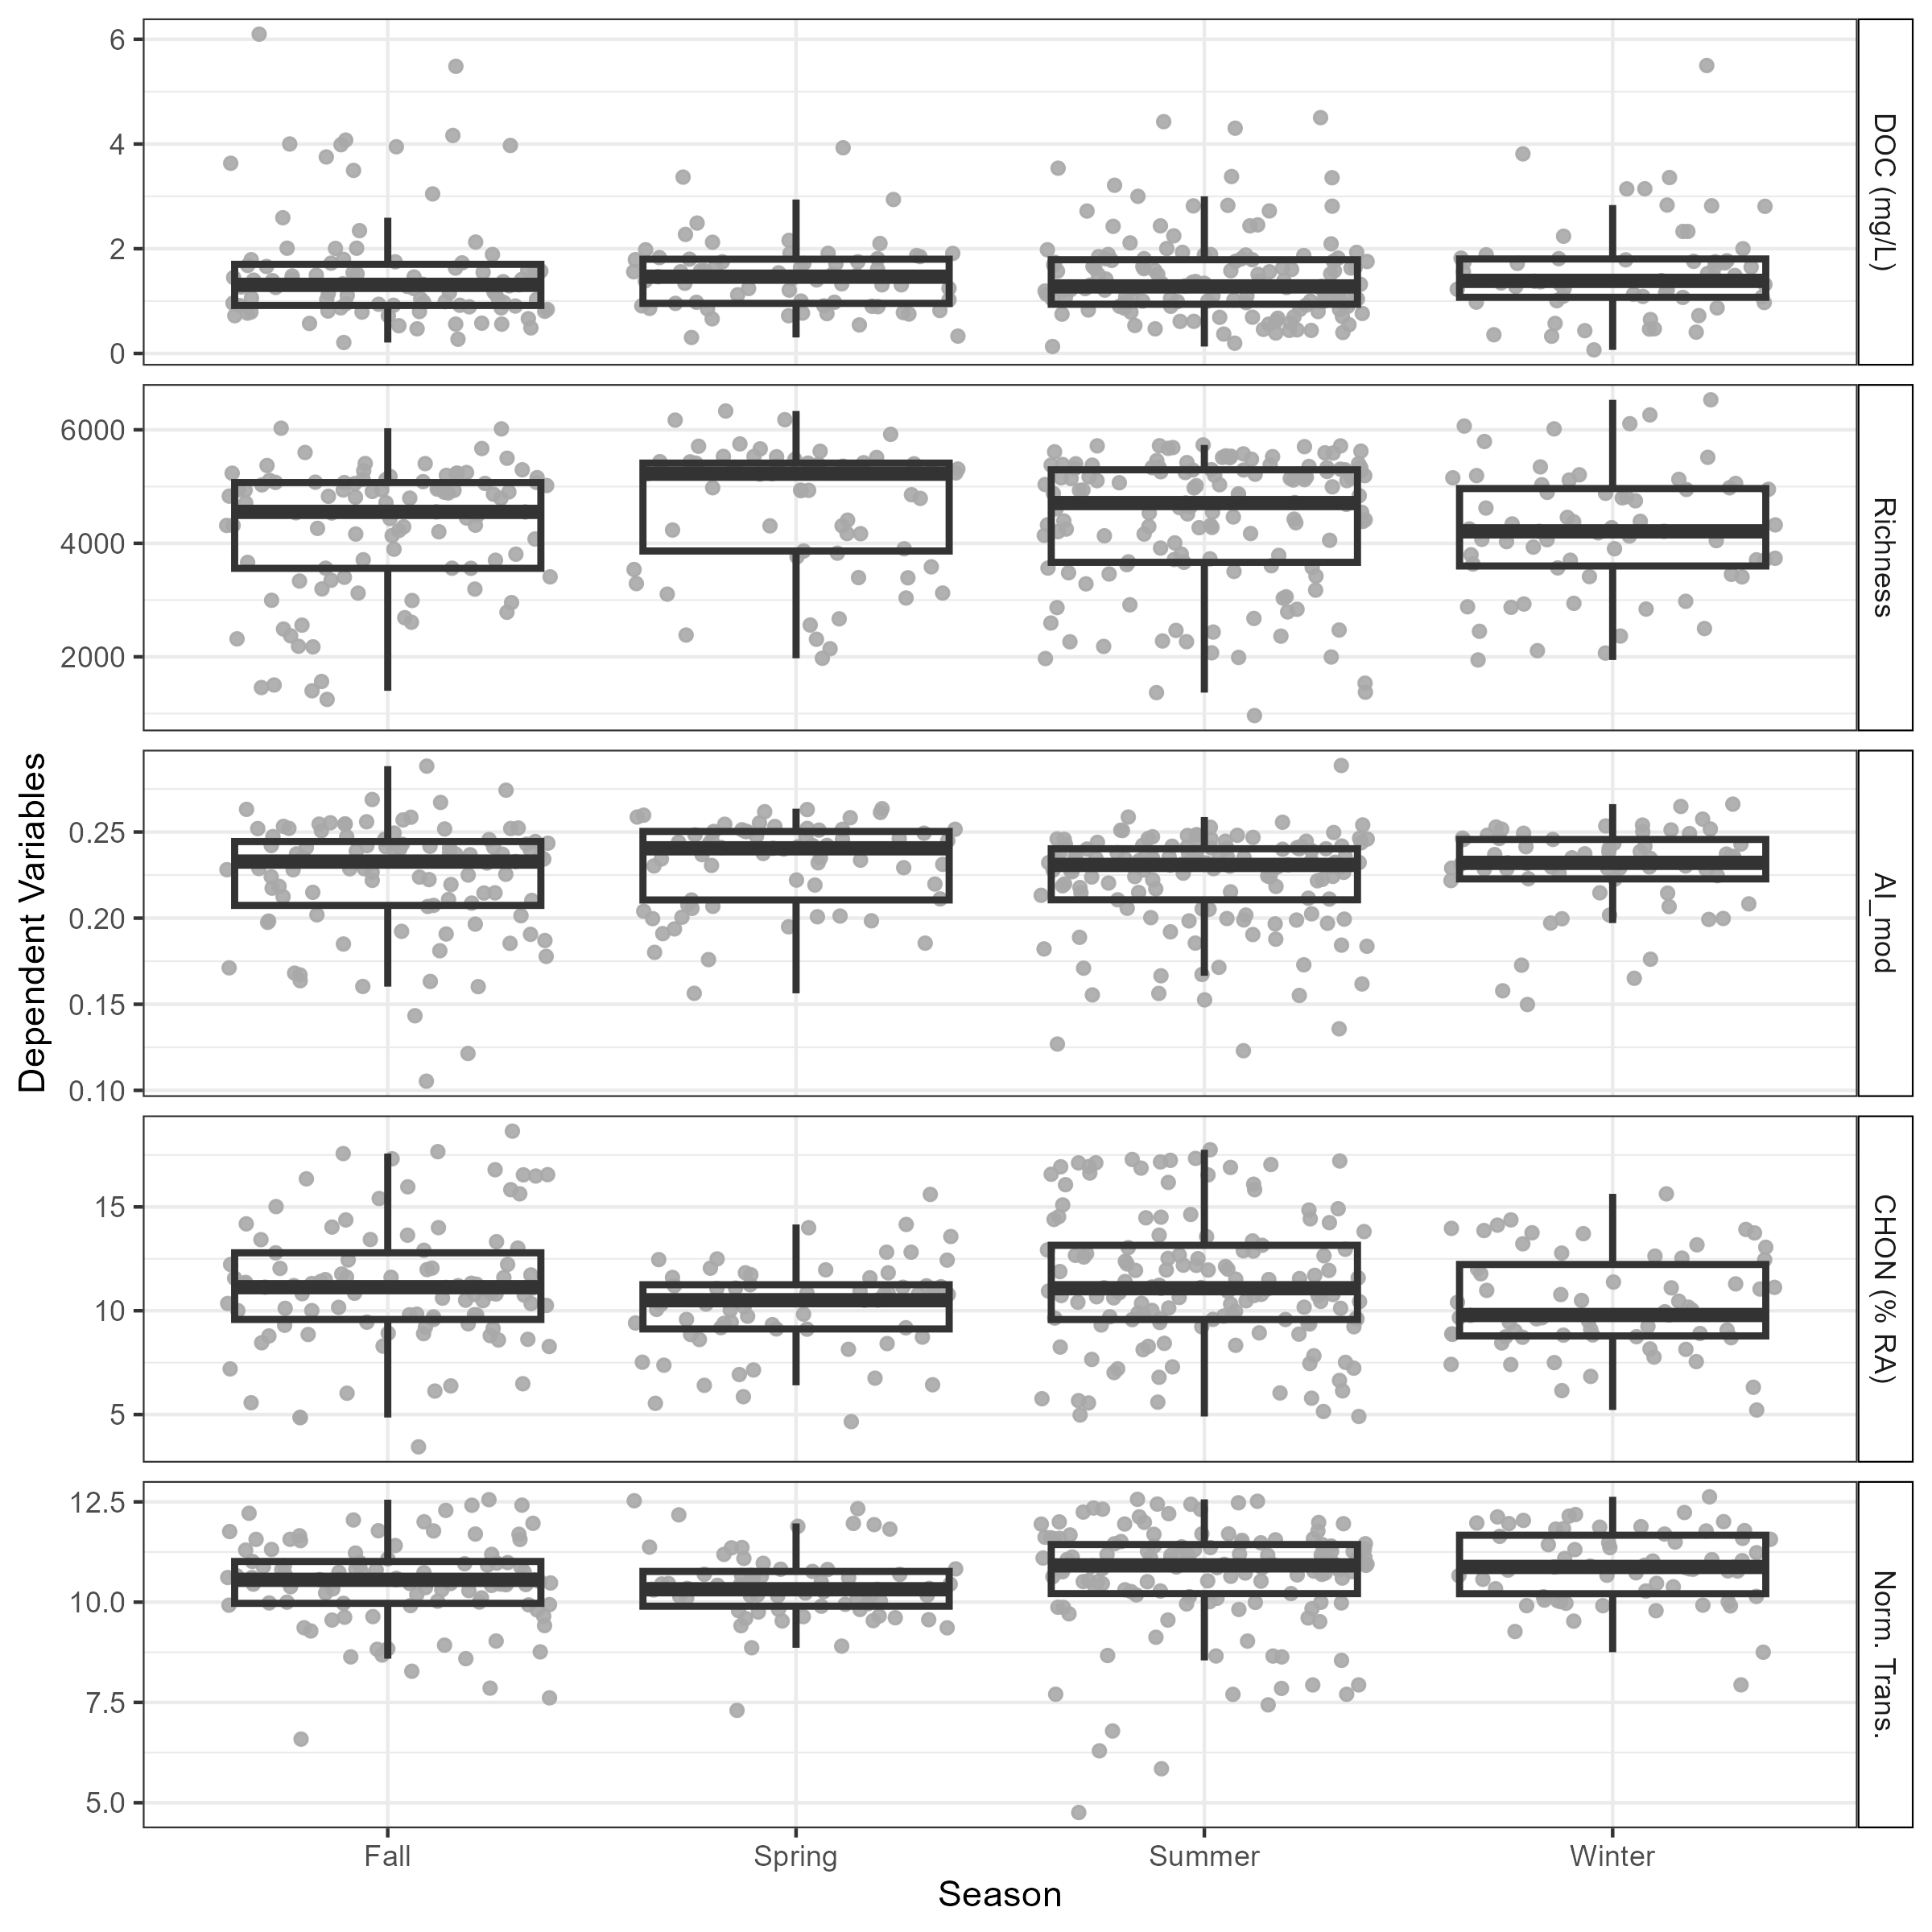 6
4
2
0
DOC (mg/L)
6000
4000
2000
Richness
0.25
0.20
0.15
0.10
AI_mod
15
10
5
CHON (% RA)
12.5
10.0
7.5
5.0
Norm. Trans.
Dependent Variables
Fall Spring Summer Winter
Season